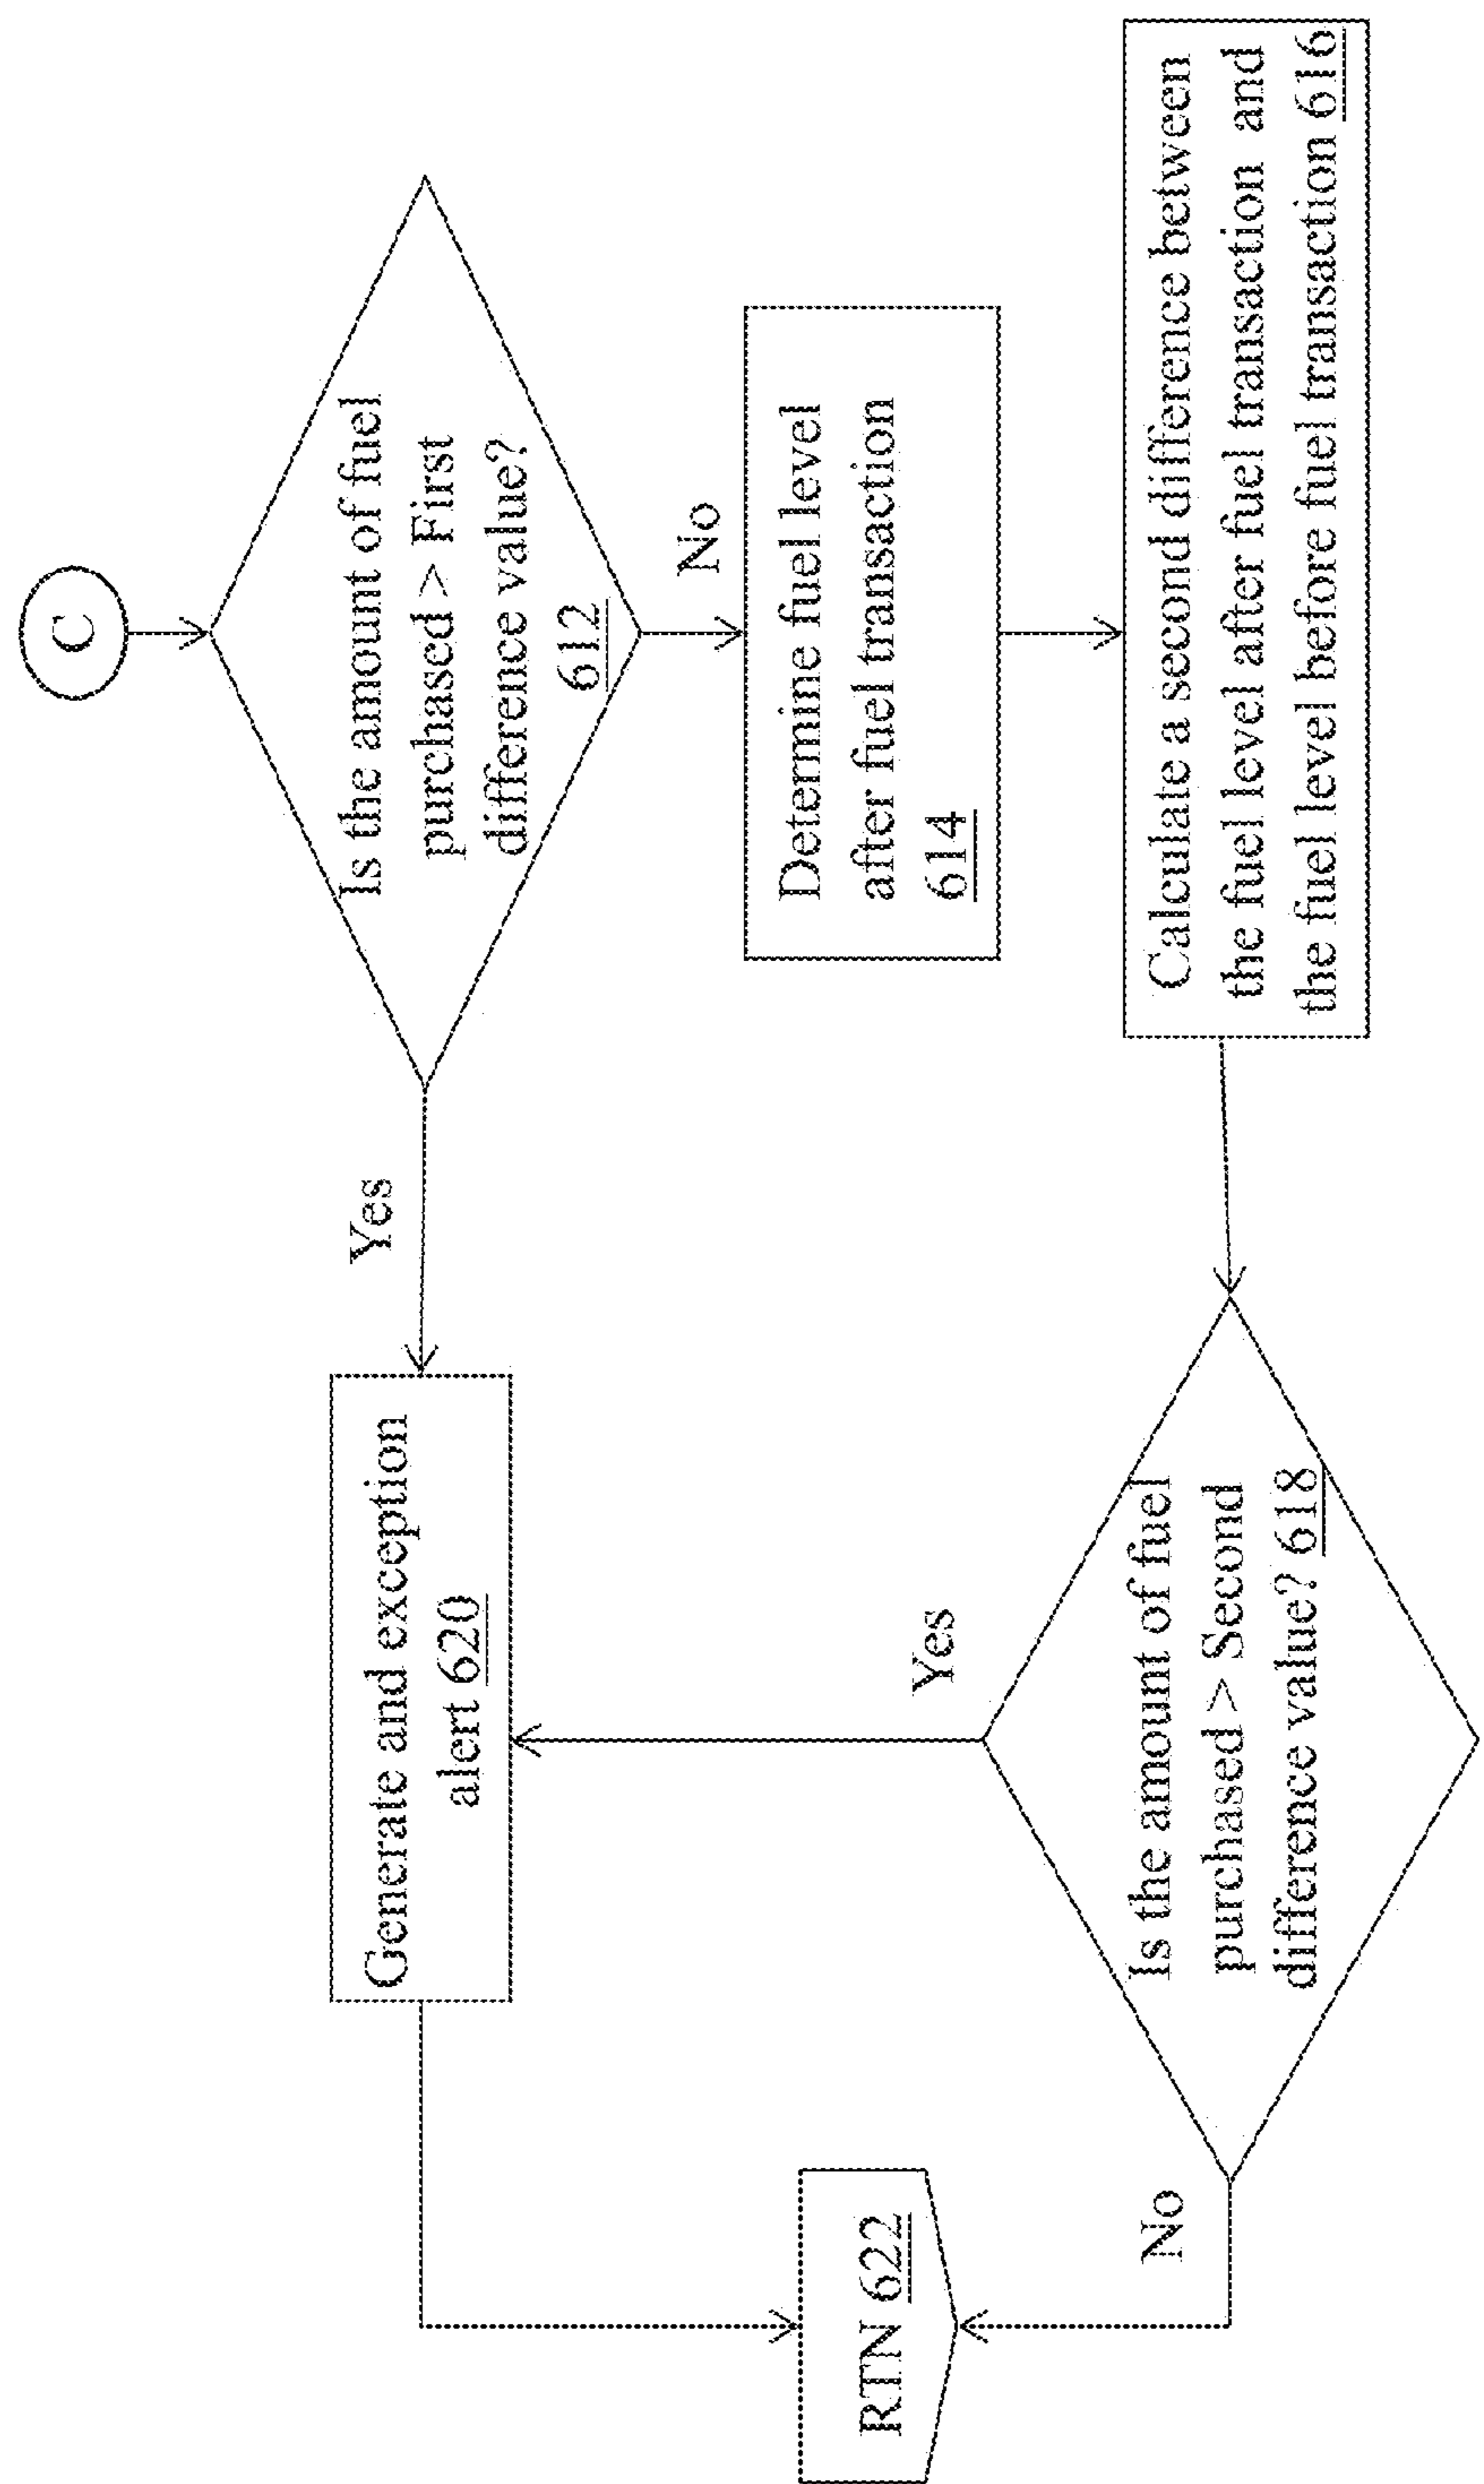 C
Is the amount of fuel
purchased > First
difference value?
612
Yes
No
Determine fuel level
after fuel transaction
614
Calculate a second difference between
the fuel level after fuel transaction and
the fuel level before fuel transaction 616
Is the amount of fuel
purchased > Second
difference value? 618
Yes
No
Generate and exception
alert 620
RTN 622